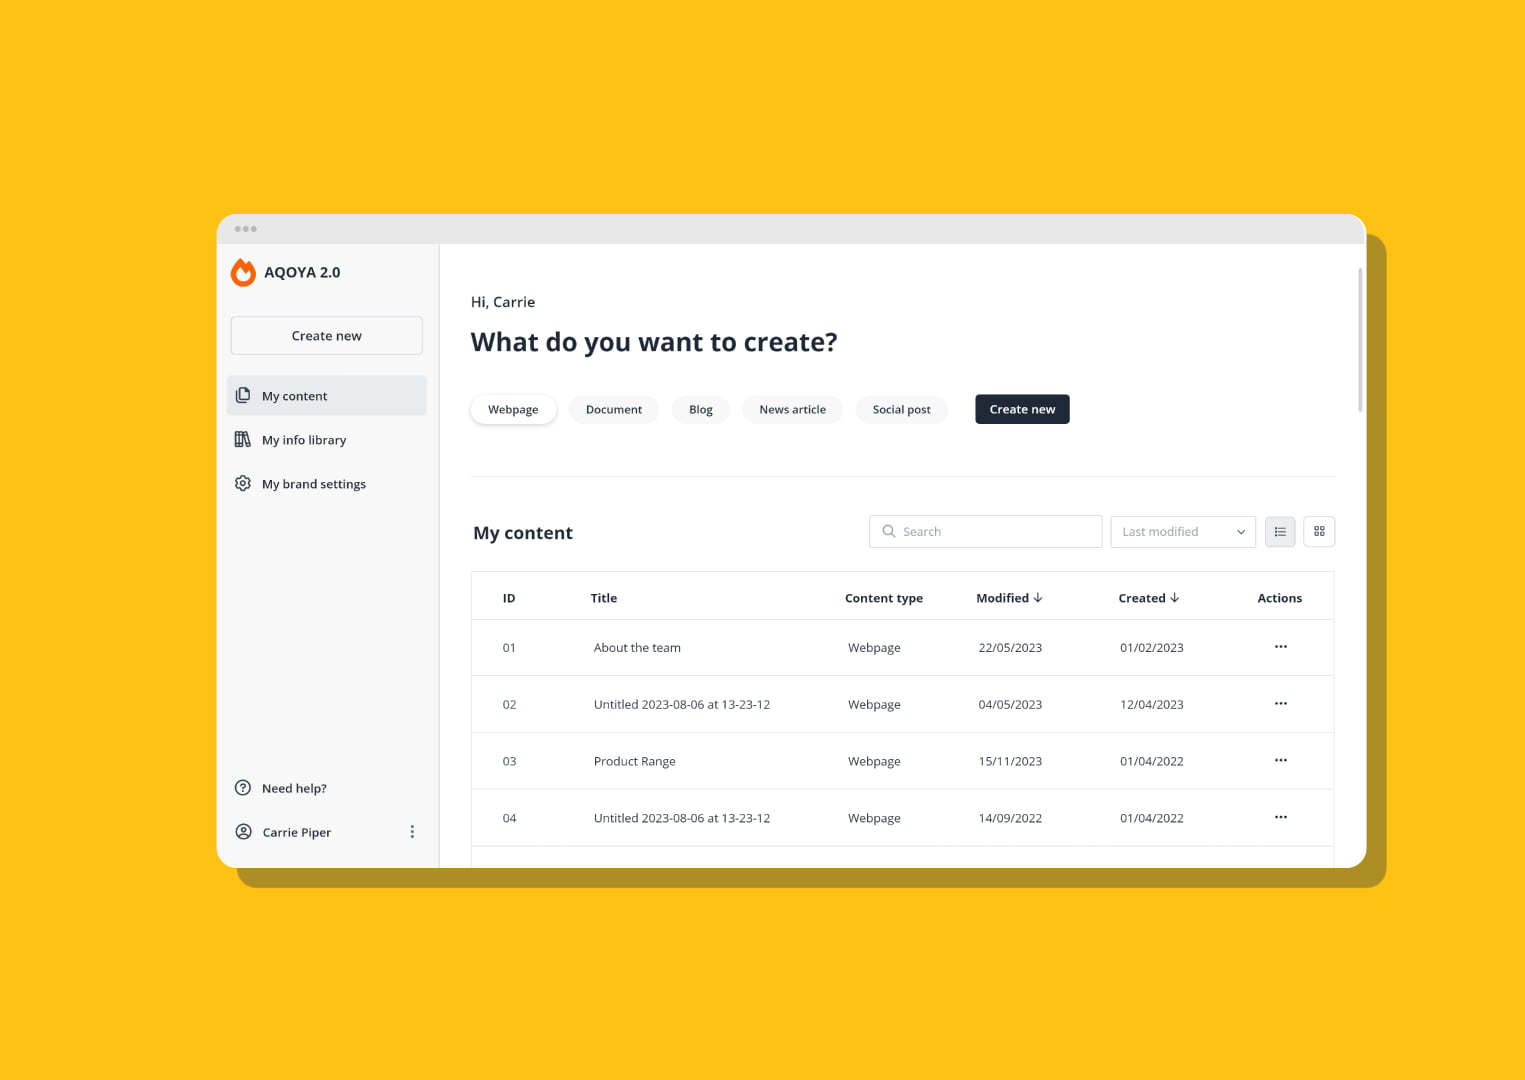 AQOYA 2.0
Create new
My content
My info library
My brand settings
Need help?
Carrie Piper
Hi, Carrie
What do you want to create?
Webpage Document Blog News article Social post Create new
My content Search Last modified
ID Title Content type Modified Created Actions
01 About the team Webpage 22/05/2023 01/02/2023
02 Untitled 2023-08-06 at 13-23-12 Webpage 04/05/2023 12/04/2023
03 Product Range Webpage 15/11/2023 01/04/2022
04 Untitled 2023-08-06 at 13-23-12 Webpage 14/09/2022 01/04/2022